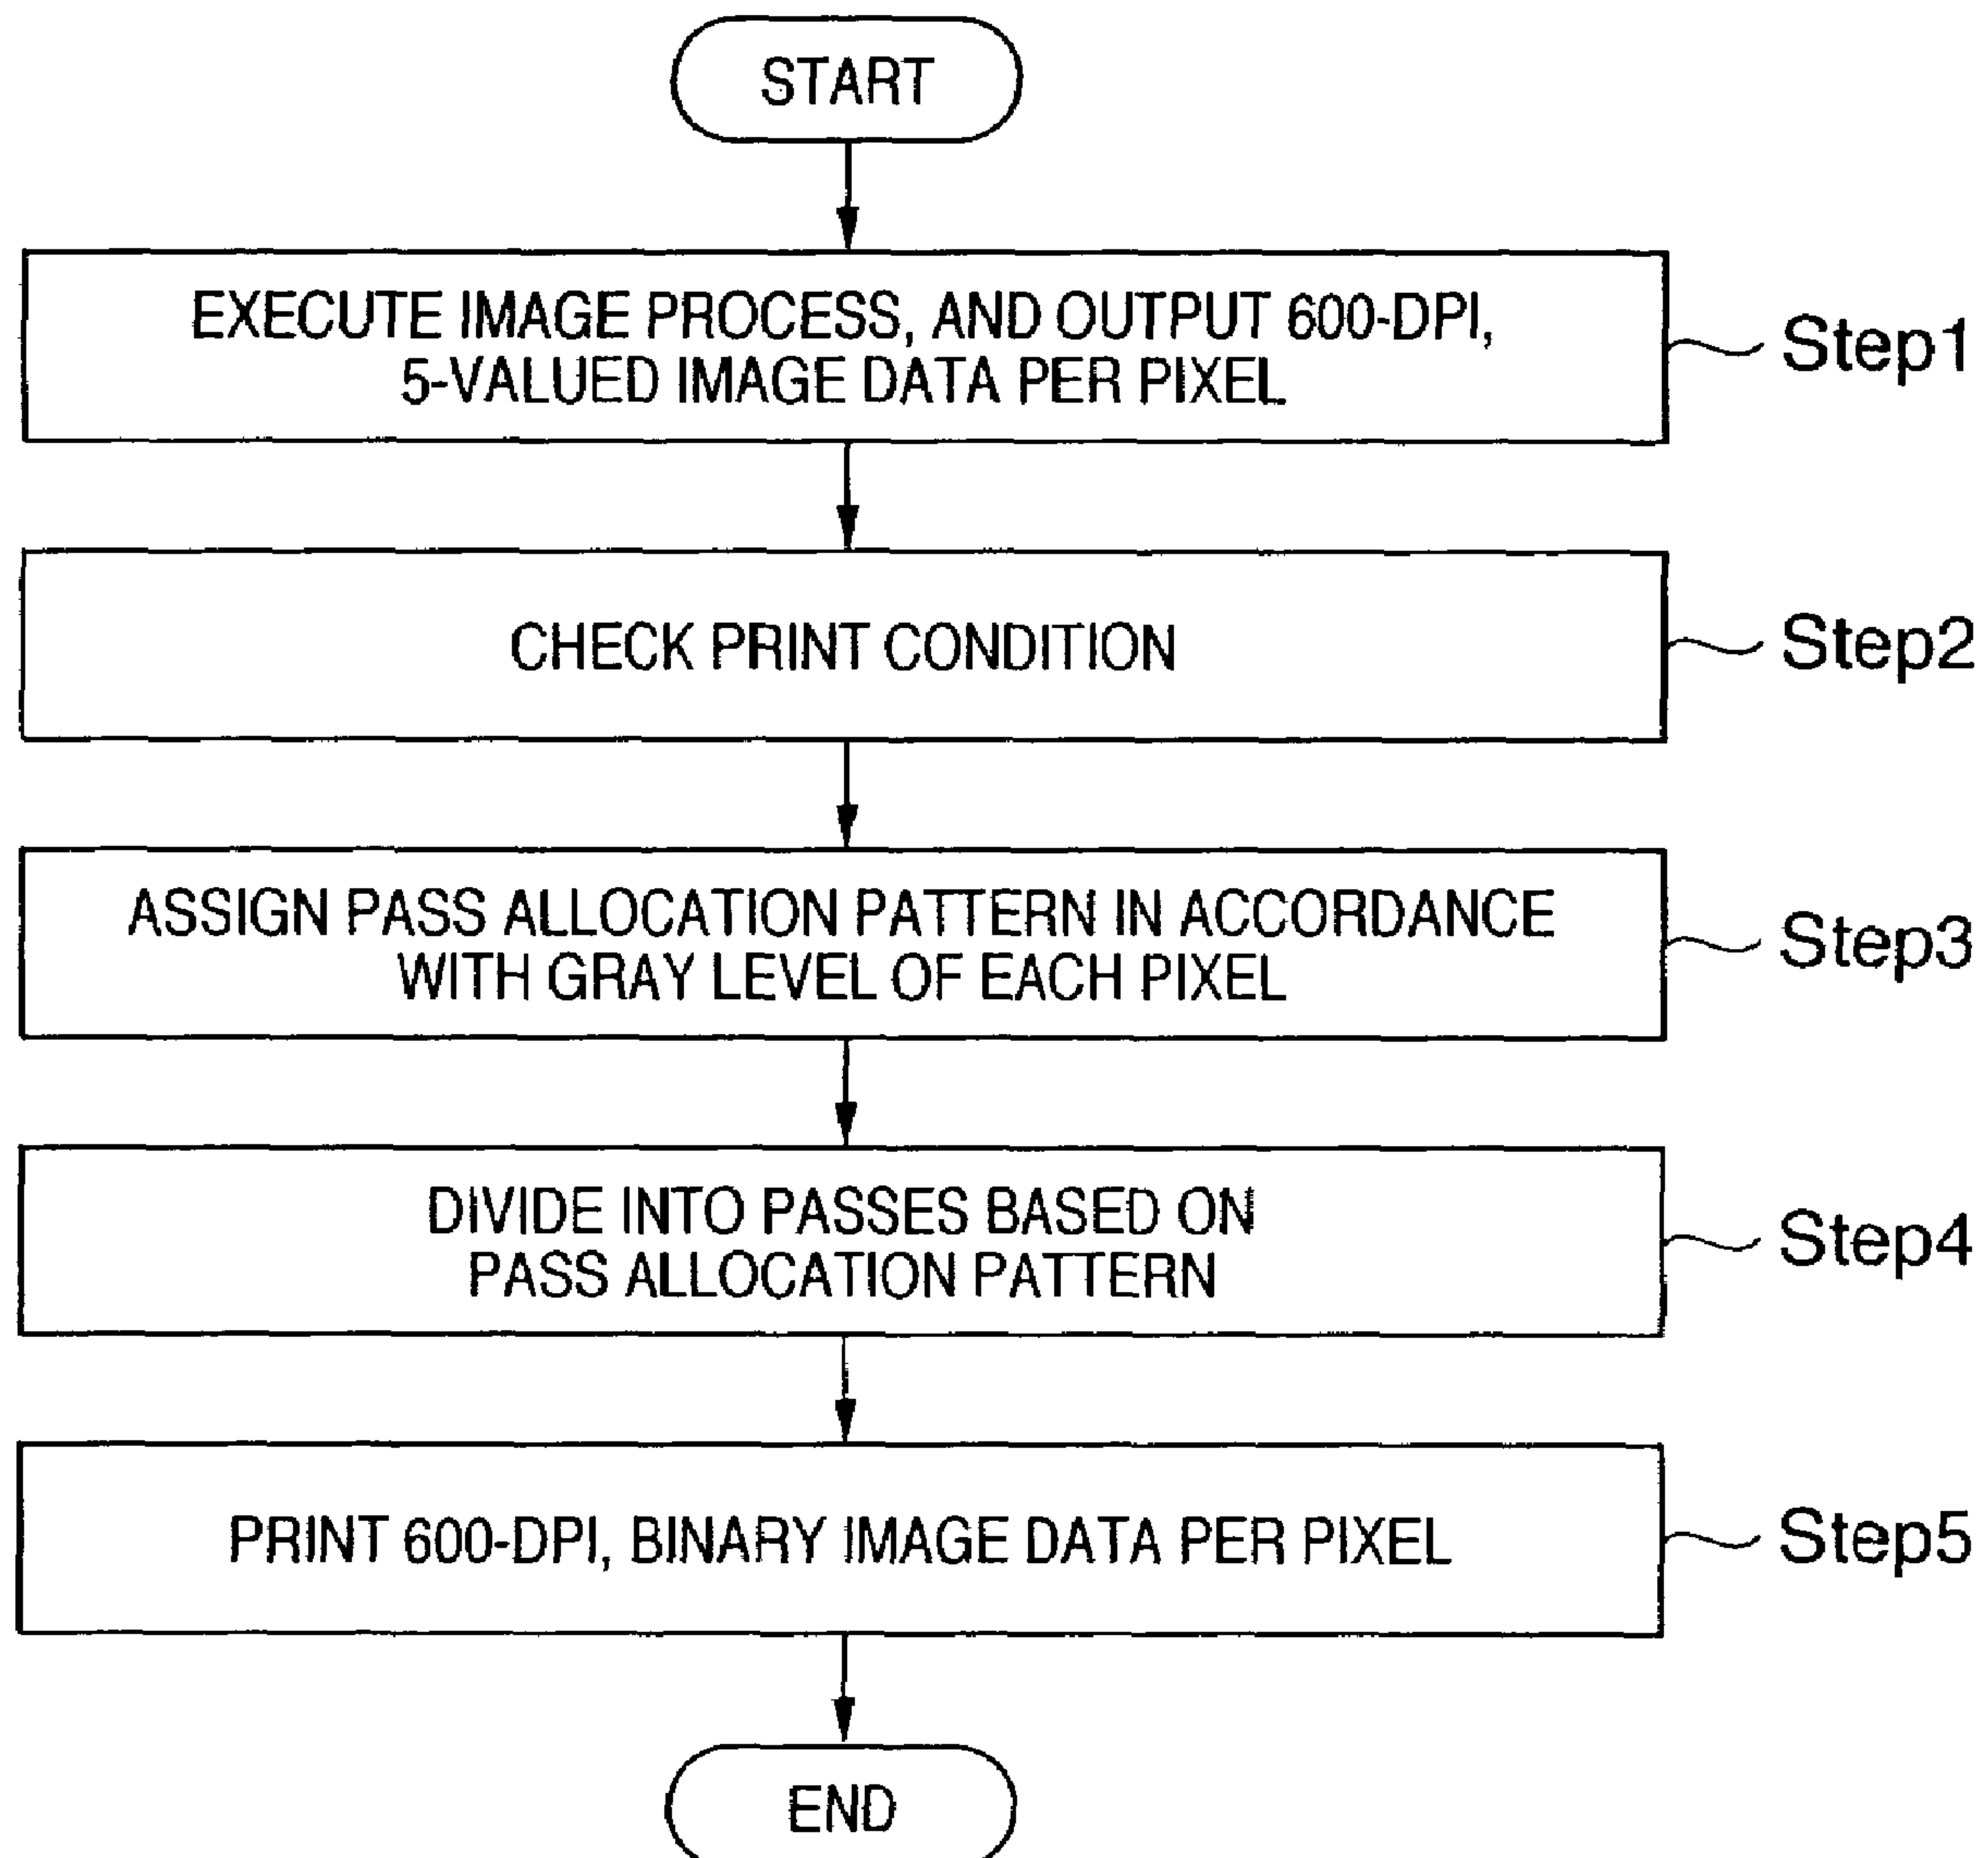 START
EXECUTE IMAGE PROCESS, AND OUTPUT 600-DPI,
5-VALUED IMAGE DATA PER PIXEL
Step1
CHECK PRINT CONDITION
Step2
ASSIGN PASS ALLOCATION PATTERN IN ACCORDANCE
WITH GRAY LEVEL OF EACH PIXEL
Step3
DIVIDE INTO PASSES BASED ON
PASS ALLOCATION PATTERN
Step4
PRINT 600-DPI, BINARY IMAGE DATA PER PIXEL
Step5
END